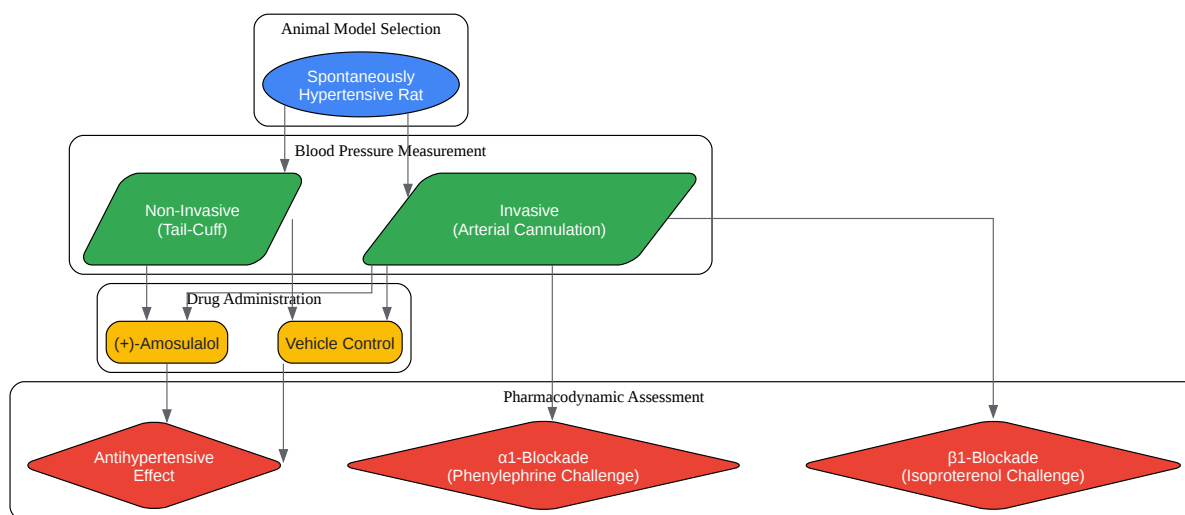 Animal Model Selection
Spontaneously
Hypertensive Rat
Blood Pressure Measurement
Non-Invasive
(Tail-Cuff)
Invasive
(Arterial Cannulation)
Drug Administration
(+)-Amosulalol
Vehicle Control
Pharmacodynamic Assessment
Antihypertensive
Effect
α1-Blockade
(Phenylephrine Challenge)
β1-Blockade
(Isoproterenol Challenge)